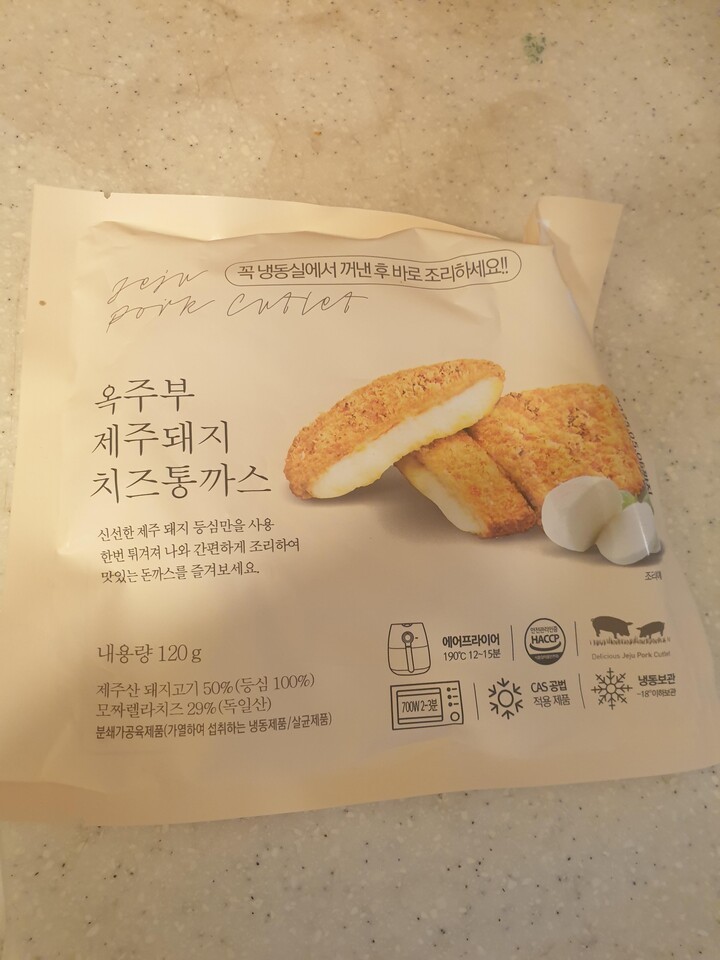 Jeju
pork cutlet
꼭 냉동실에서 꺼낸 후 바로 조리하세요!!
옥주부
제주돼지
치즈통까스
신선한 제주 돼지 등심만을 사용
한번 튀겨져 나와 간편하게 조리하여
맛있는 돈까스를 즐겨보세요.
조리예
내용량 120 g
제주산 돼지고기 50% (등심 100%)
모짜렐라치즈 29% (독일산)
분쇄가공육제품(가열하여 섭취하는 냉동제품/살균제품)
에어프라이어
190℃ 12~15분
안전관리인증
HACCP
Delicious Jeju Pork Cutlet
700W 2~3분
CAS 공법
적용 제품
냉동보관
-18°이하보관